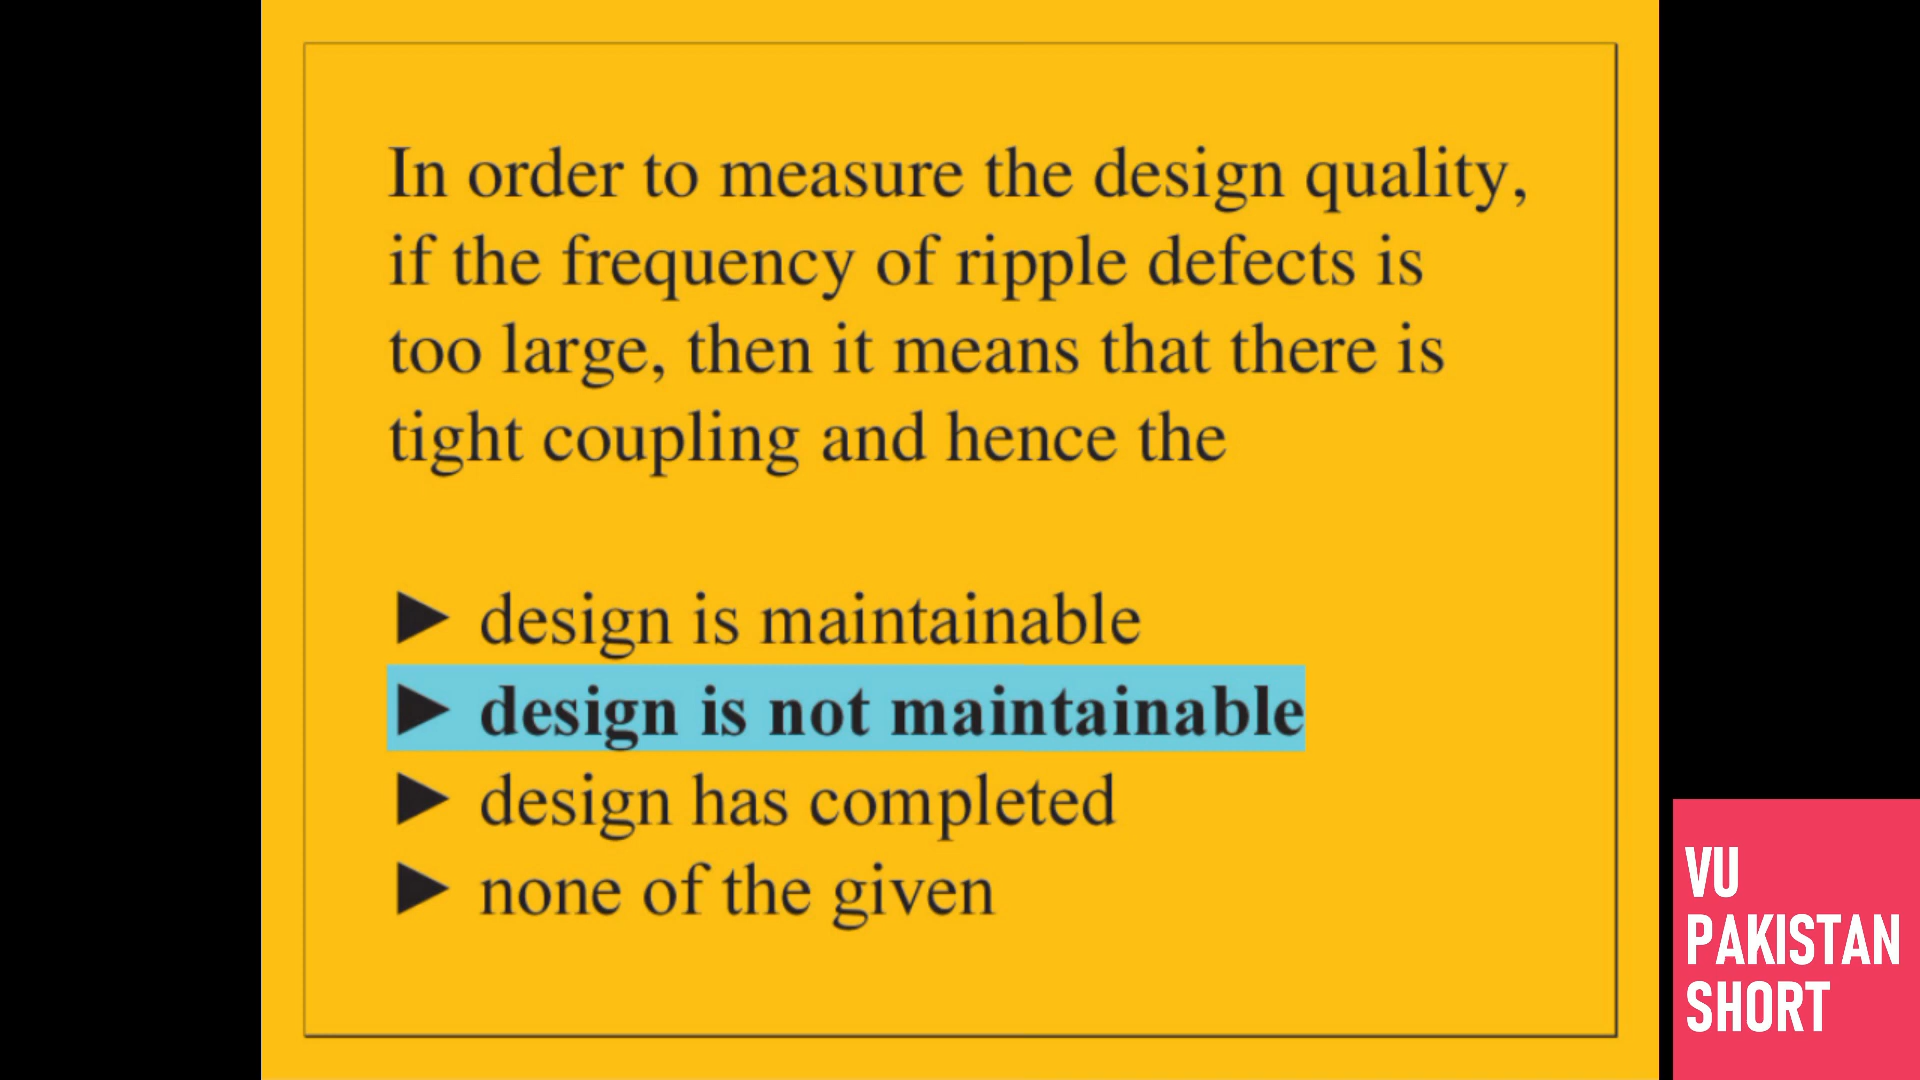 In order to measure the design quality,
if the frequency of ripple defects is
too large, then it means that there is
tight coupling and hence the
► design is maintainable
► design is not maintainable
► design has completed
► none of the given
VU
PAKISTAN
SHORT